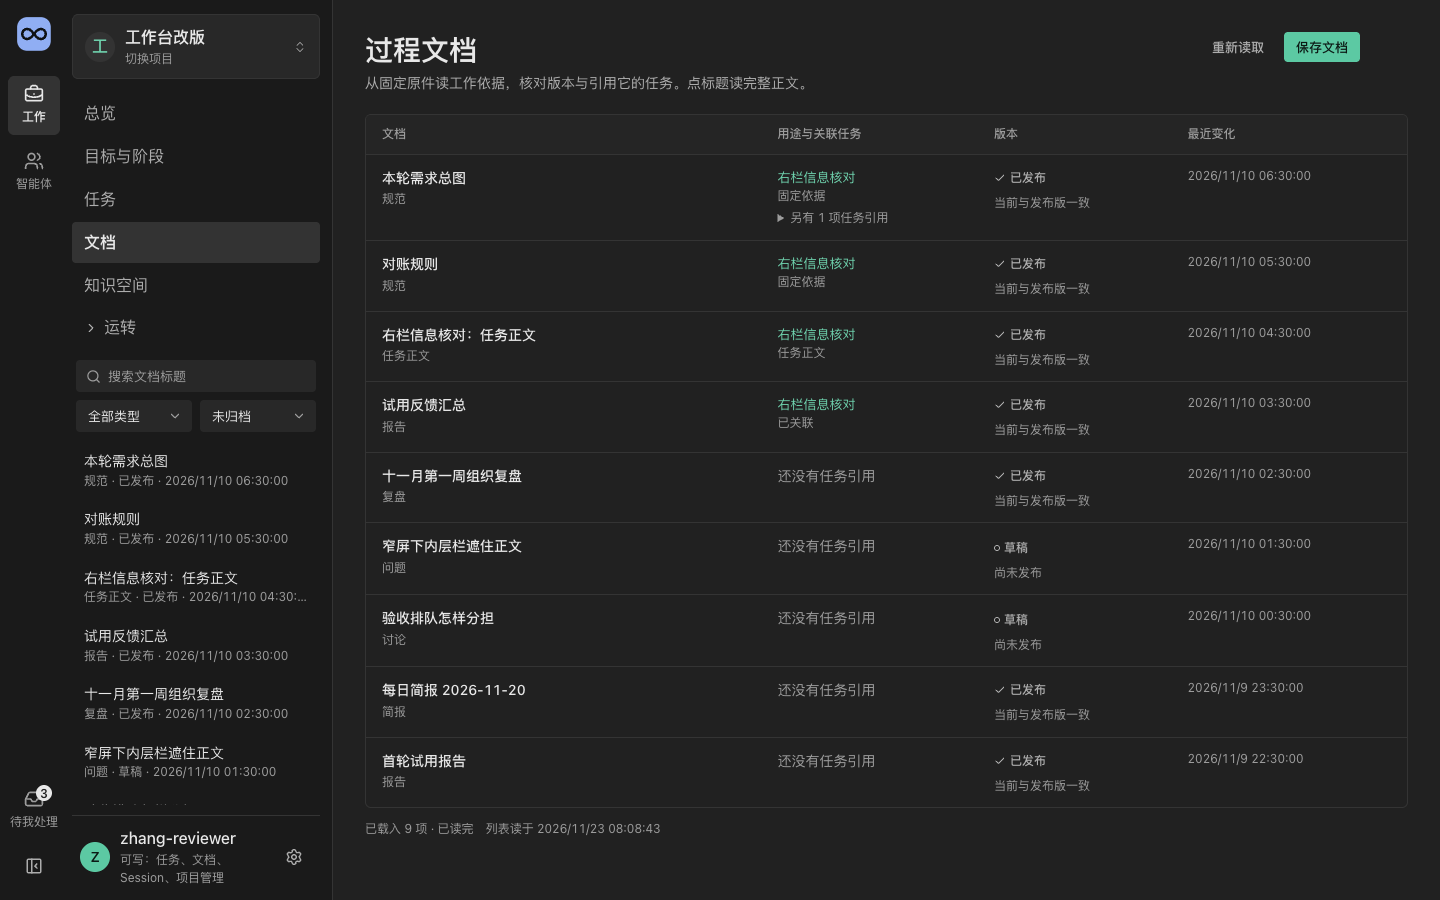 工作
智能体
3
待我处理
工
工作台改版
切换项目
总览
目标与阶段
任务
文档
知识空间
运转
搜索文档标题
全部类型
未归档
本轮需求总图
规范 · 已发布 · 2026/11/10 06:30:00
对账规则
规范 · 已发布 · 2026/11/10 05:30:00
右栏信息核对：任务正文
任务正文 · 已发布 · 2026/11/10 04:30:...
试用反馈汇总
报告 · 已发布 · 2026/11/10 03:30:00
十一月第一周组织复盘
复盘 · 已发布 · 2026/11/10 02:30:00
窄屏下内层栏遮住正文
问题 · 草稿 · 2026/11/10 01:30:00
Z
zhang-reviewer
可写：任务、文档、
Session、项目管理
过程文档
从固定原件读工作依据，核对版本与引用它的任务。点标题读完整正文。
重新读取
保存文档
文档 用途与关联任务 版本 最近变化
本轮需求总图
规范
右栏信息核对
固定依据
另有 1 项任务引用
已发布
当前与发布版一致
2026/11/10 06:30:00
对账规则
规范
右栏信息核对
固定依据
已发布
当前与发布版一致
2026/11/10 05:30:00
右栏信息核对：任务正文
任务正文
右栏信息核对
任务正文
已发布
当前与发布版一致
2026/11/10 04:30:00
试用反馈汇总
报告
右栏信息核对
已关联
已发布
当前与发布版一致
2026/11/10 03:30:00
十一月第一周组织复盘
复盘
还没有任务引用
已发布
当前与发布版一致
2026/11/10 02:30:00
窄屏下内层栏遮住正文
问题
还没有任务引用
草稿
尚未发布
2026/11/10 01:30:00
验收排队怎样分担
讨论
还没有任务引用
草稿
尚未发布
2026/11/10 00:30:00
每日简报 2026-11-20
简报
还没有任务引用
已发布
当前与发布版一致
2026/11/9 23:30:00
首轮试用报告
报告
还没有任务引用
已发布
当前与发布版一致
2026/11/9 22:30:00
已载入 9 项 · 已读完 列表读于 2026/11/23 08:08:43